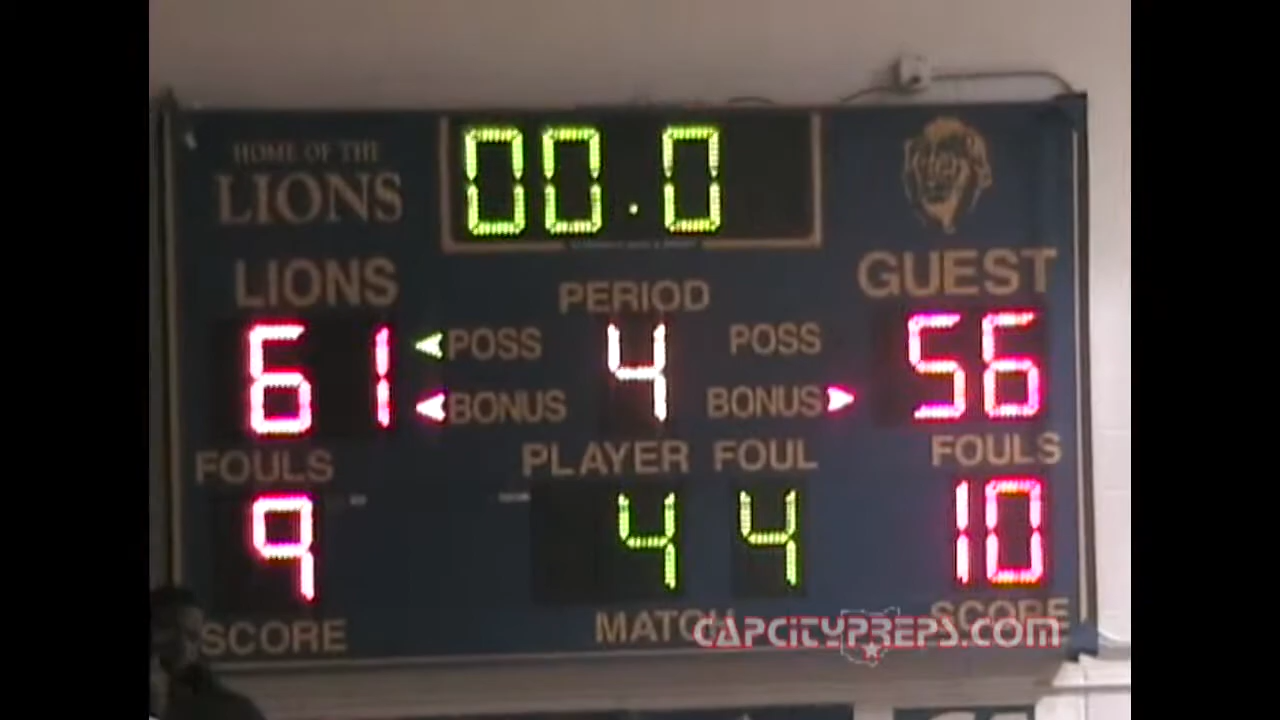 HOME OF THE
LIONS
00.0
LIONS
PERIOD
GUEST
61
POSS
4
POSS
56
BONUS
BONUS
FOULS
PLAYER
FOUL
FOULS
9
4
4
10
SCORE
MATCH
SCORE
CAPCITYPREPS.COM